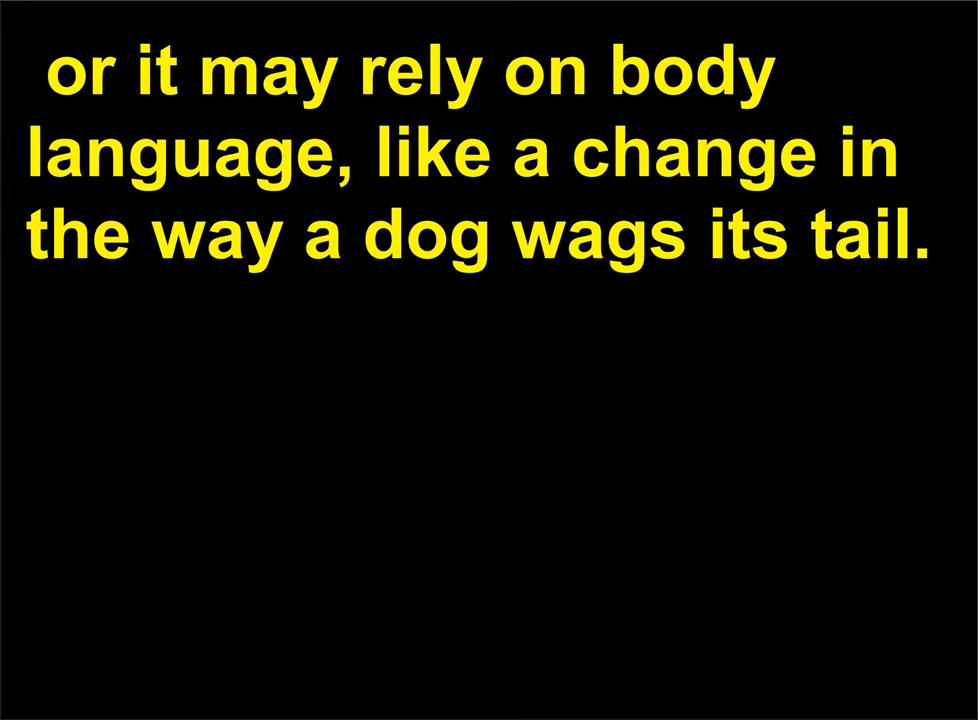 or it may rely on body
language, like a change in
the way a dog wags its tail.